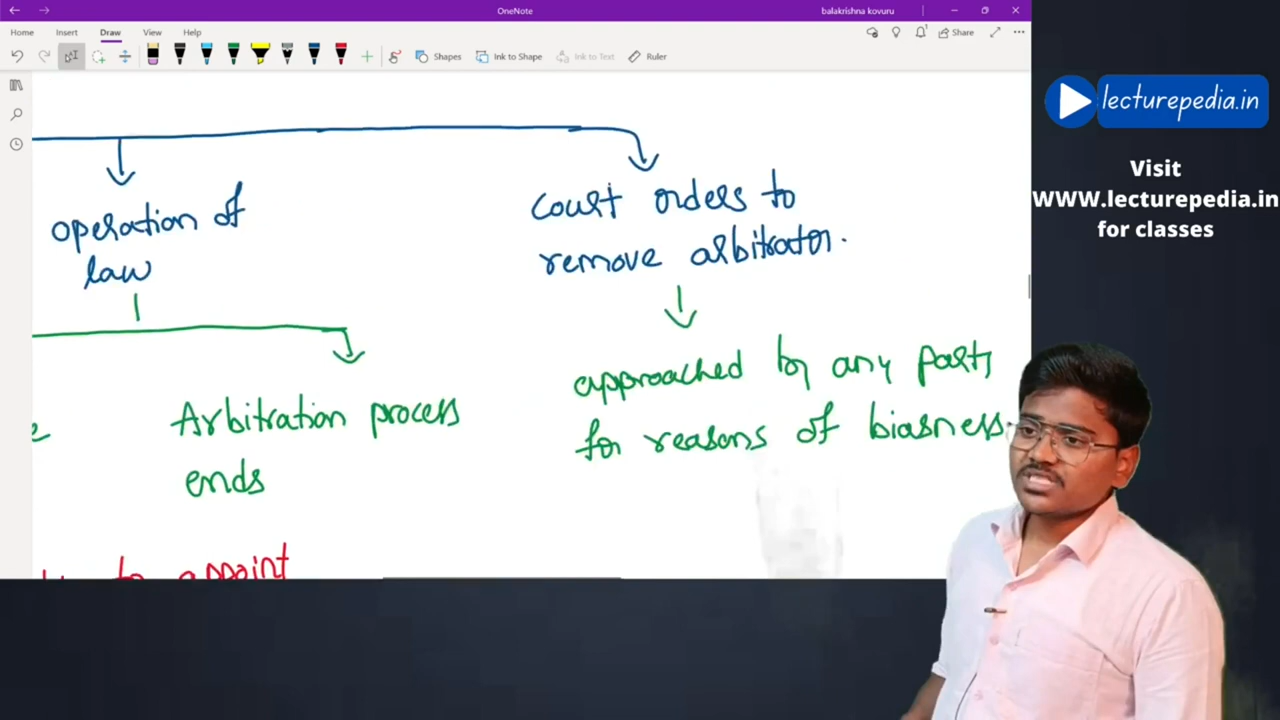 OneNote
balakrishna kovuru
Home Insert Draw View Help
Share
Shapes
Ink to Shape
Ink to Text
Ruler
lecturepedia.in
Visit
WWW.lecturepedia.in
for classes
operation of
law
court orders to
remove arbitrator.
approached by any party
for reasons of biasness.
Arbitration process
ends
to appoint